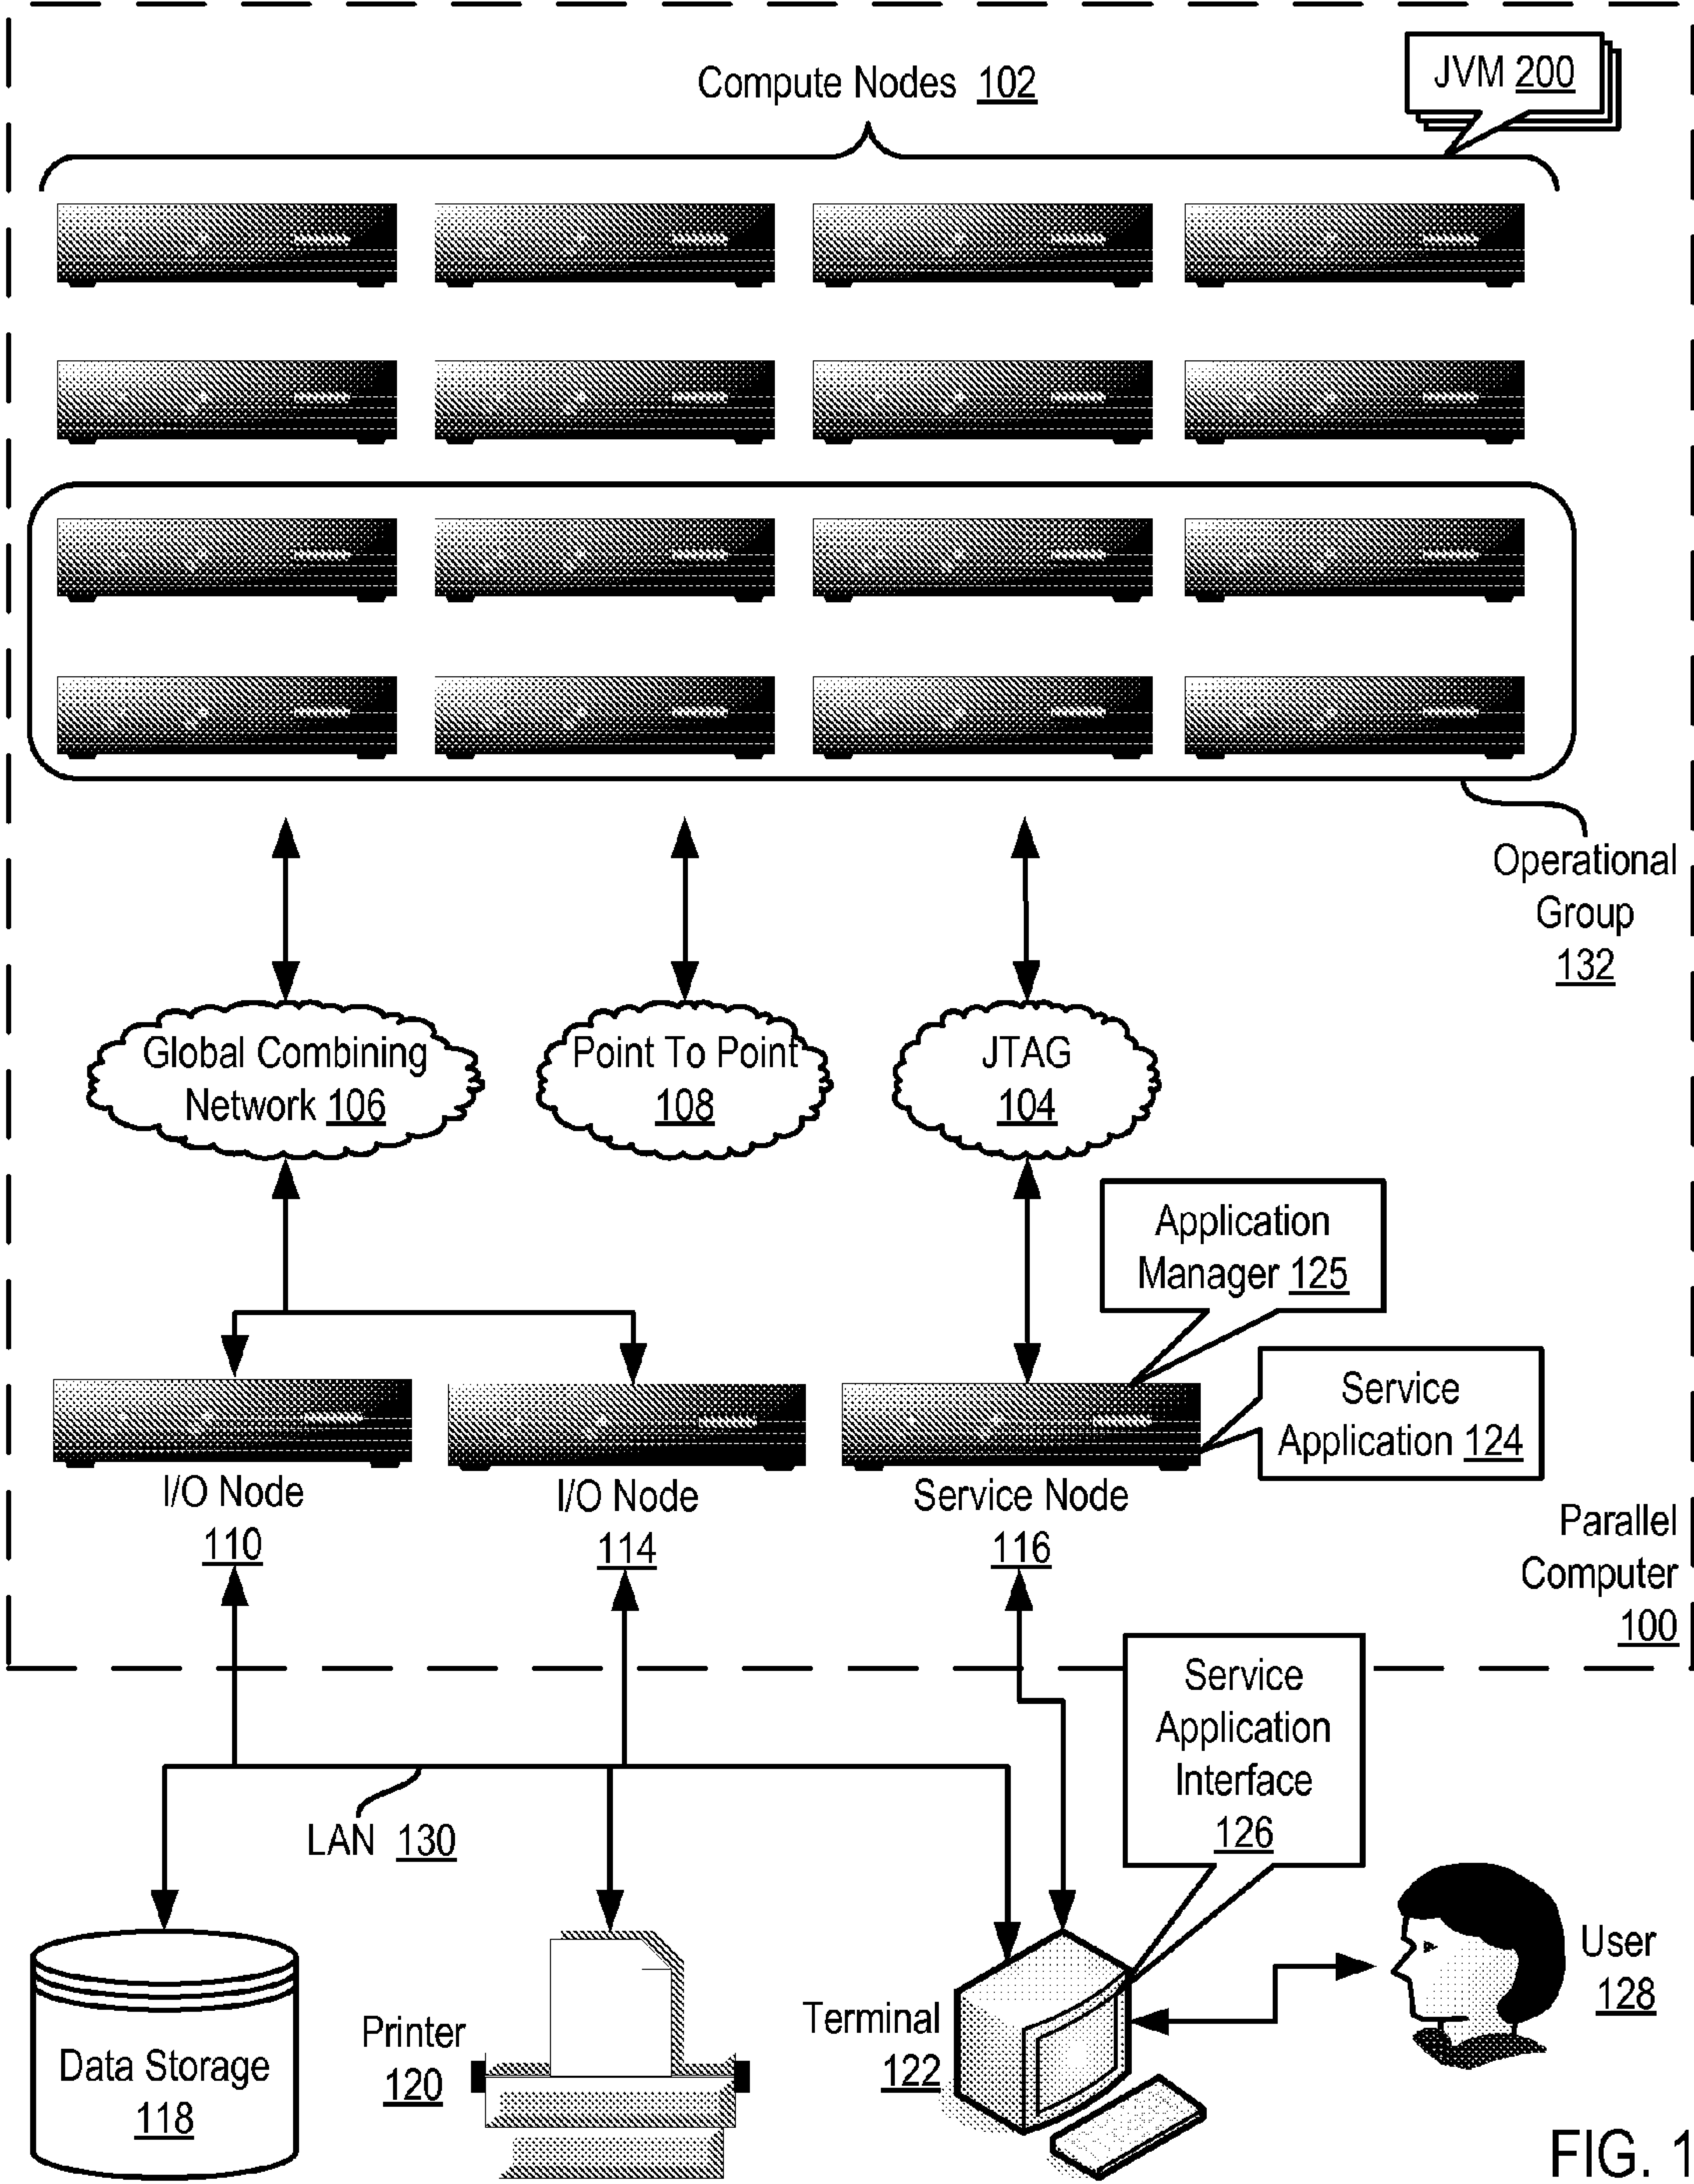 Compute Nodes 102
JVM 200
Operational
Group
132
Global Combining
Network 106
Point To Point
108
JTAG
104
Application
Manager 125
Service
Application 124
I/O Node
110
I/O Node
114
Service Node
116
Parallel
Computer
100
Service
Application
Interface
126
LAN 130
Data Storage
118
Printer
120
Terminal
122
User
128
FIG. 1